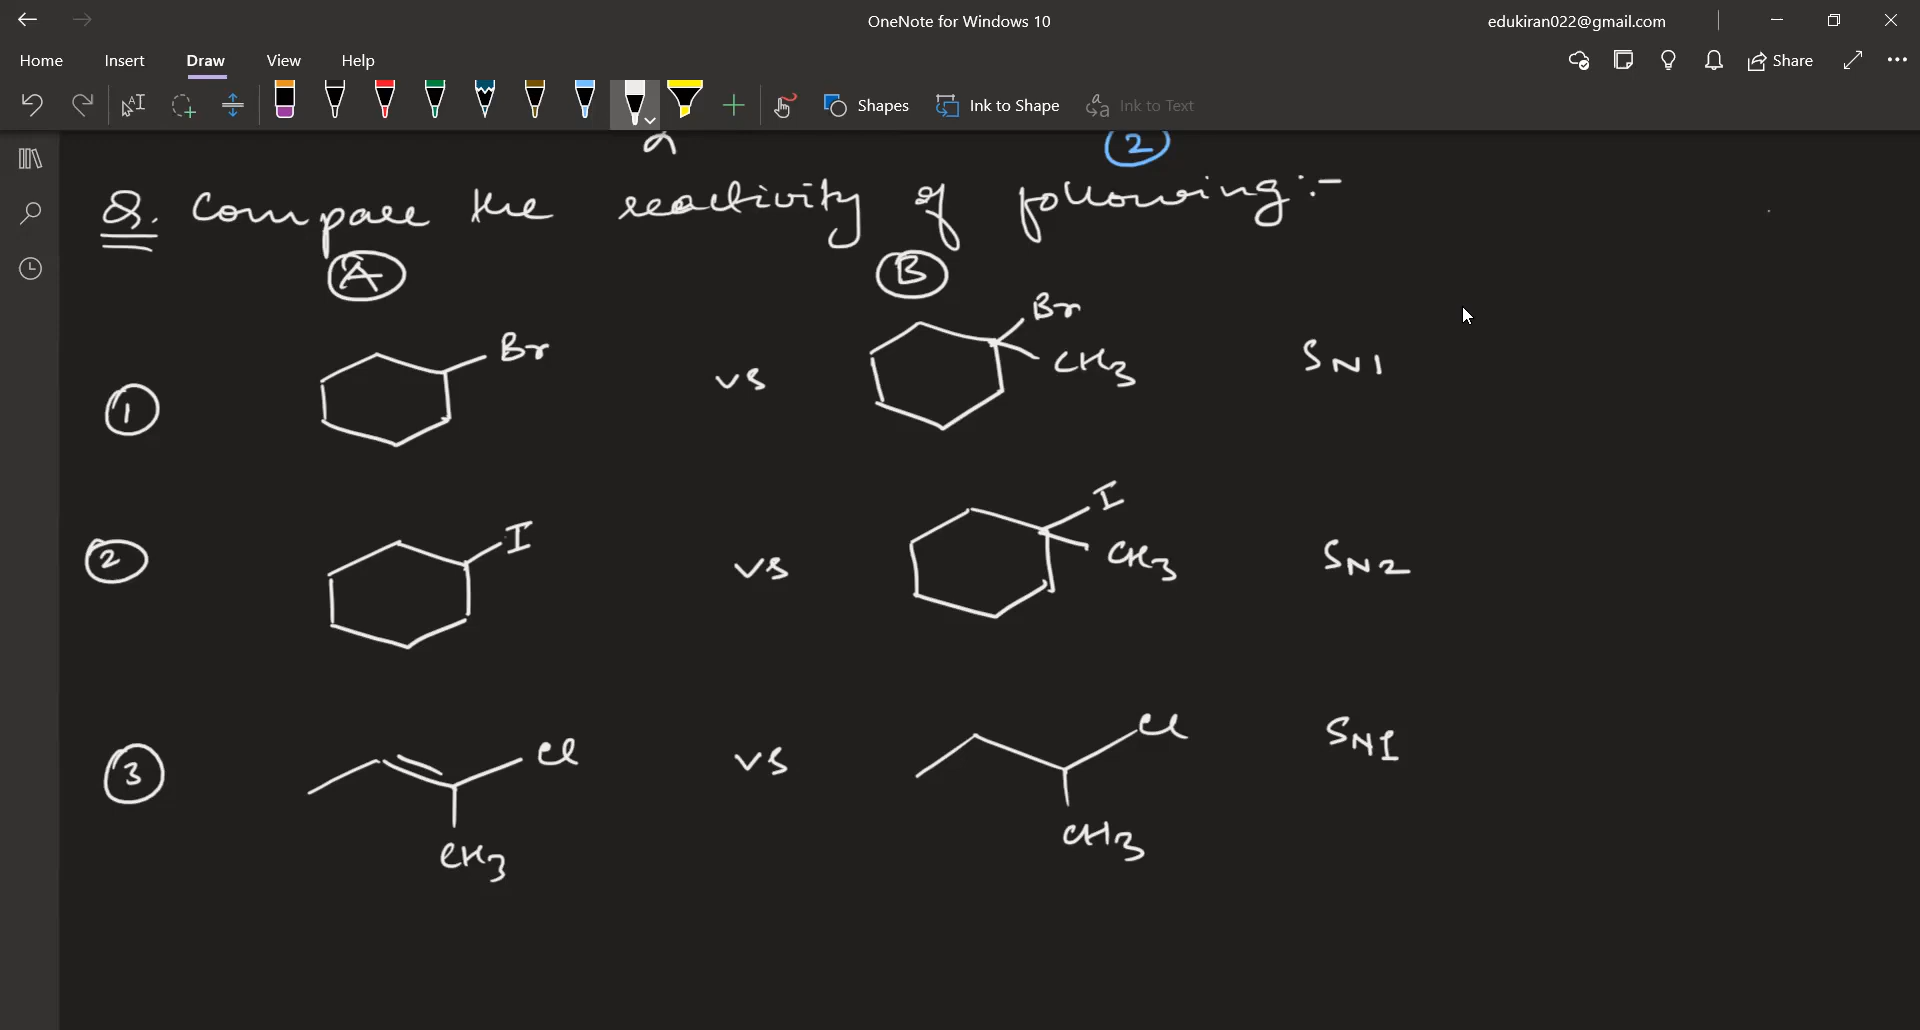 OneNote for Windows 10
edukiran022@gmail.com
Home Insert Draw View Help
Share
Shapes Ink to Shape Ink to Text
2
Q. Compare the reactivity of following :-
A B
1 Br vs Br CH3 SN1
2 I vs I CH3 SN2
3 Cl CH3 vs Cl CH3 SN1